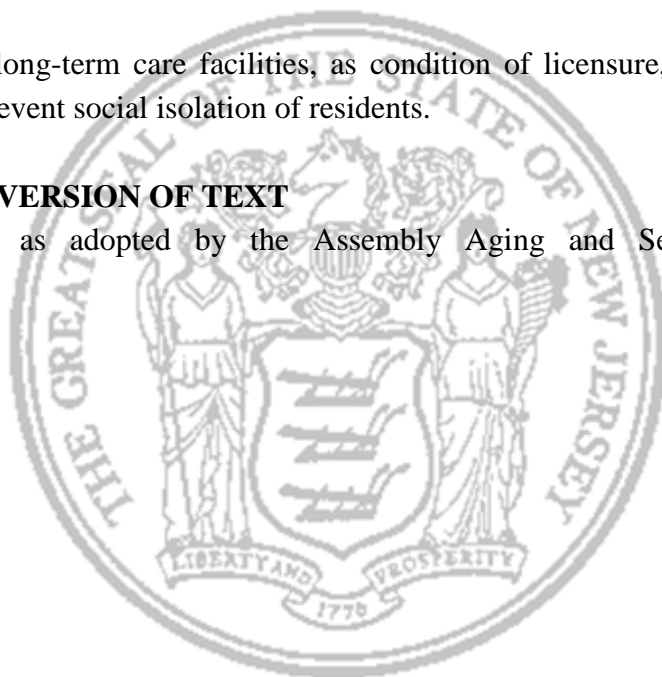 long-term care facilities, as condition of licensure,
event social isolation of residents.
VERSION OF TEXT
as adopted by the Assembly Aging and Se
THE GREAT SEAL OF THE STATE OF NEW JERSEY
LIBERTY AND PROSPERITY
1776